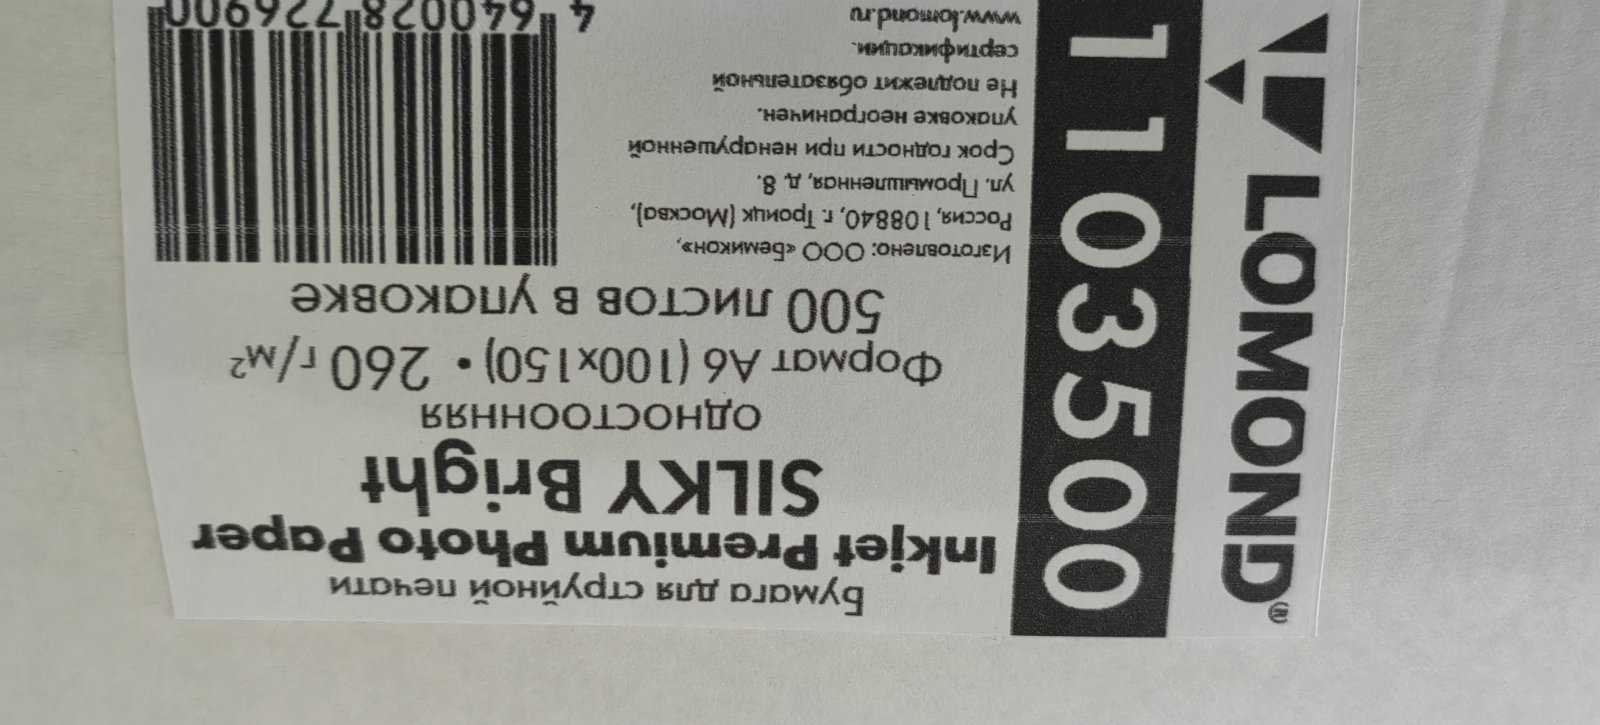 LOMOND®
1103500
Бумага для струйной печати
Inkjet Premium Photo Paper
SILKY Bright
одностоонняя
Формат А6 (100х150) • 260 г/м²
500 листов в упаковке
Изготовлено: ООО «Бемикон»,
Россия, 108840, г. Троицк (Москва),
ул. Промышленная, д. 8.
Срок годности при ненарушенной
упаковке неограничен.
Не подлежит обязательной
сертификации.
www.lomond.ru
4 640028 726900